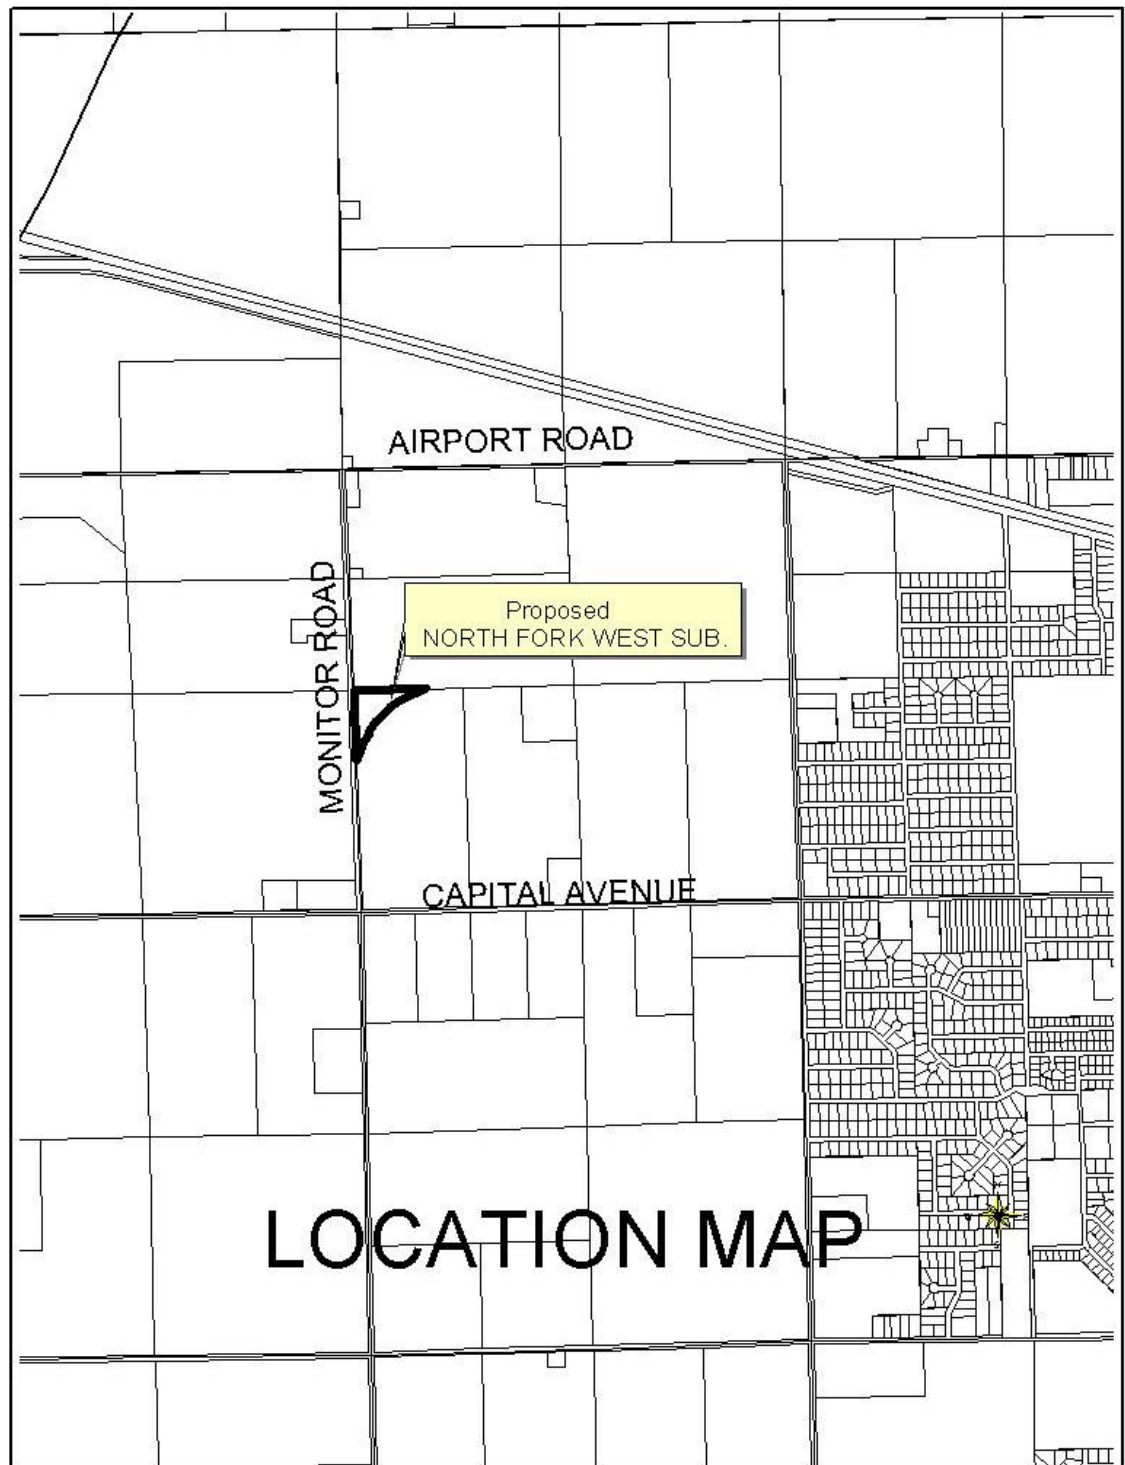 AIRPORT ROAD
MONITOR ROAD
Proposed
NORTH FORK WEST SUB.
CAPITAL AVENUE
LOCATION MAP